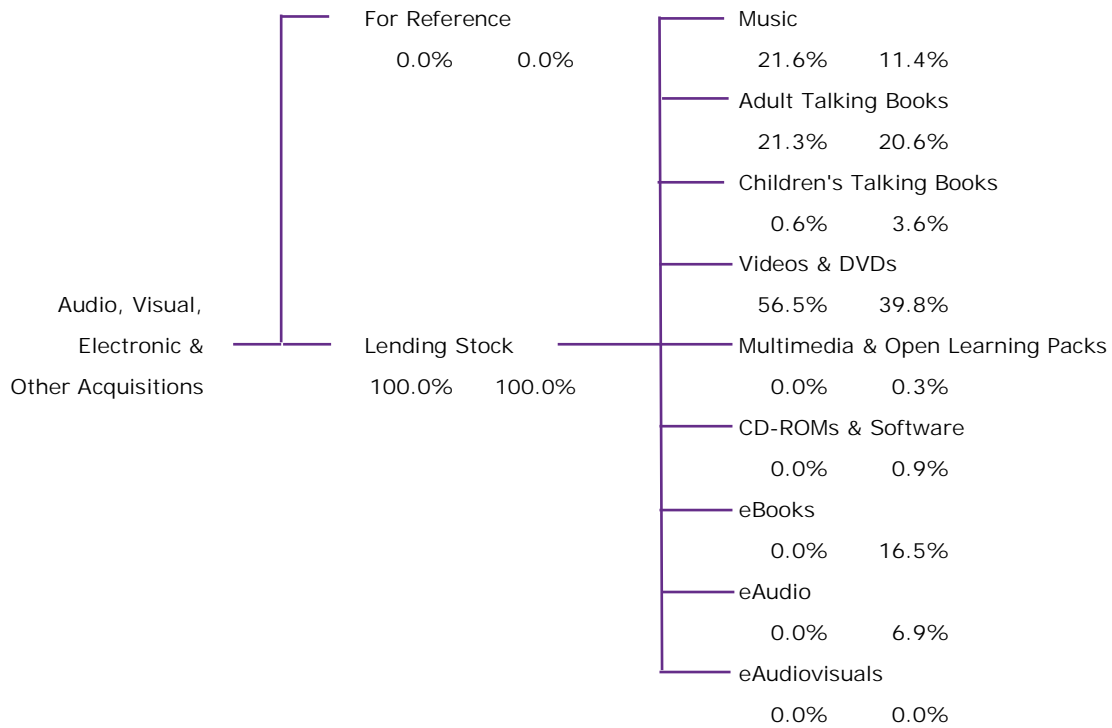 For Reference
0.0% 0.0%
Audio, Visual,
Electronic &
Other Acquisitions
Lending Stock
100.0% 100.0%
Music
21.6% 11.4%
Adult Talking Books
21.3% 20.6%
Children's Talking Books
0.6% 3.6%
Videos & DVDs
56.5% 39.8%
Multimedia & Open Learning Packs
0.0% 0.3%
CD-ROMs & Software
0.0% 0.9%
eBooks
0.0% 16.5%
eAudio
0.0% 6.9%
eAudiovisuals
0.0% 0.0%